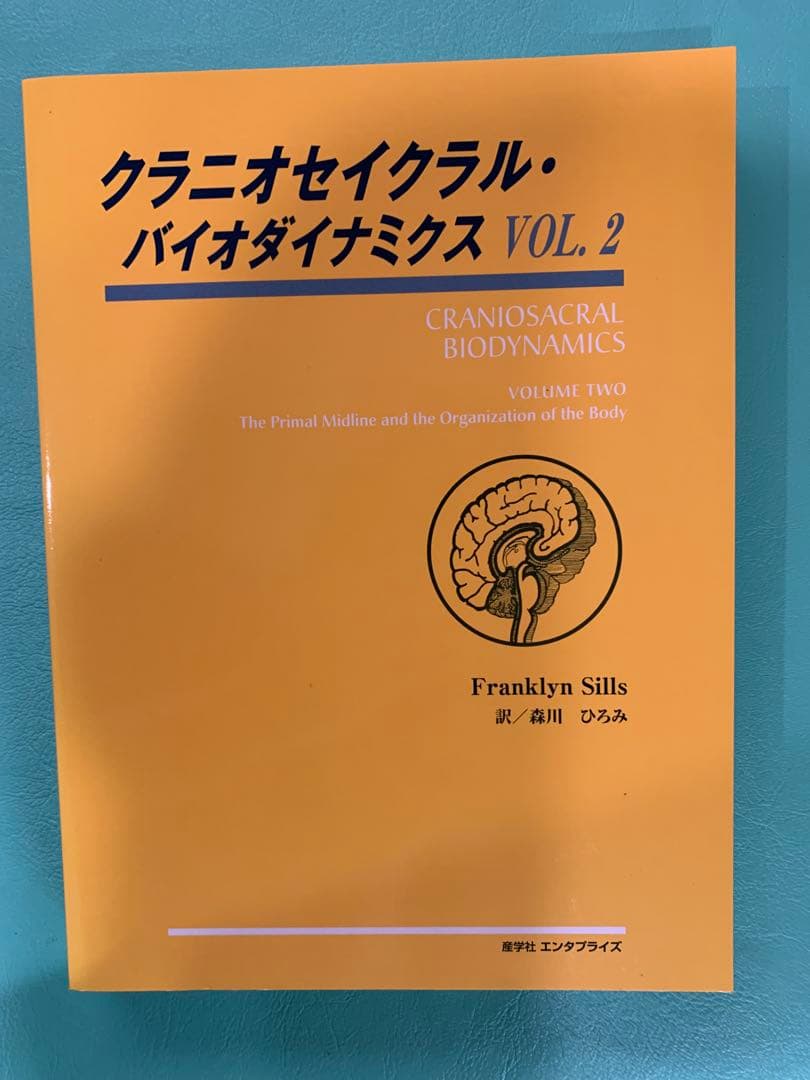 クラニオセイクラル・
バイオダイナミクス VOL. 2
CRANIOSACRAL
BIODYNAMICS
VOLUME TWO
The Primal Midline and the Organization of the Body
Franklyn Sills
訳／森川 ひろみ
産学社 エンタプライズ